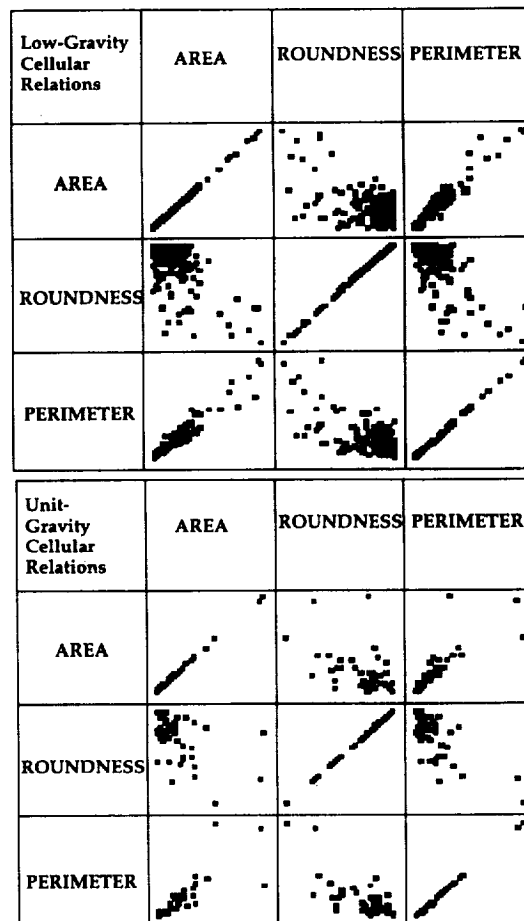 Low-Gravity
Cellular
Relations
AREA
ROUNDNESS
PERIMETER
AREA
ROUNDNESS
PERIMETER
Unit-
Gravity
Cellular
Relations
AREA
ROUNDNESS
PERIMETER
AREA
ROUNDNESS
PERIMETER